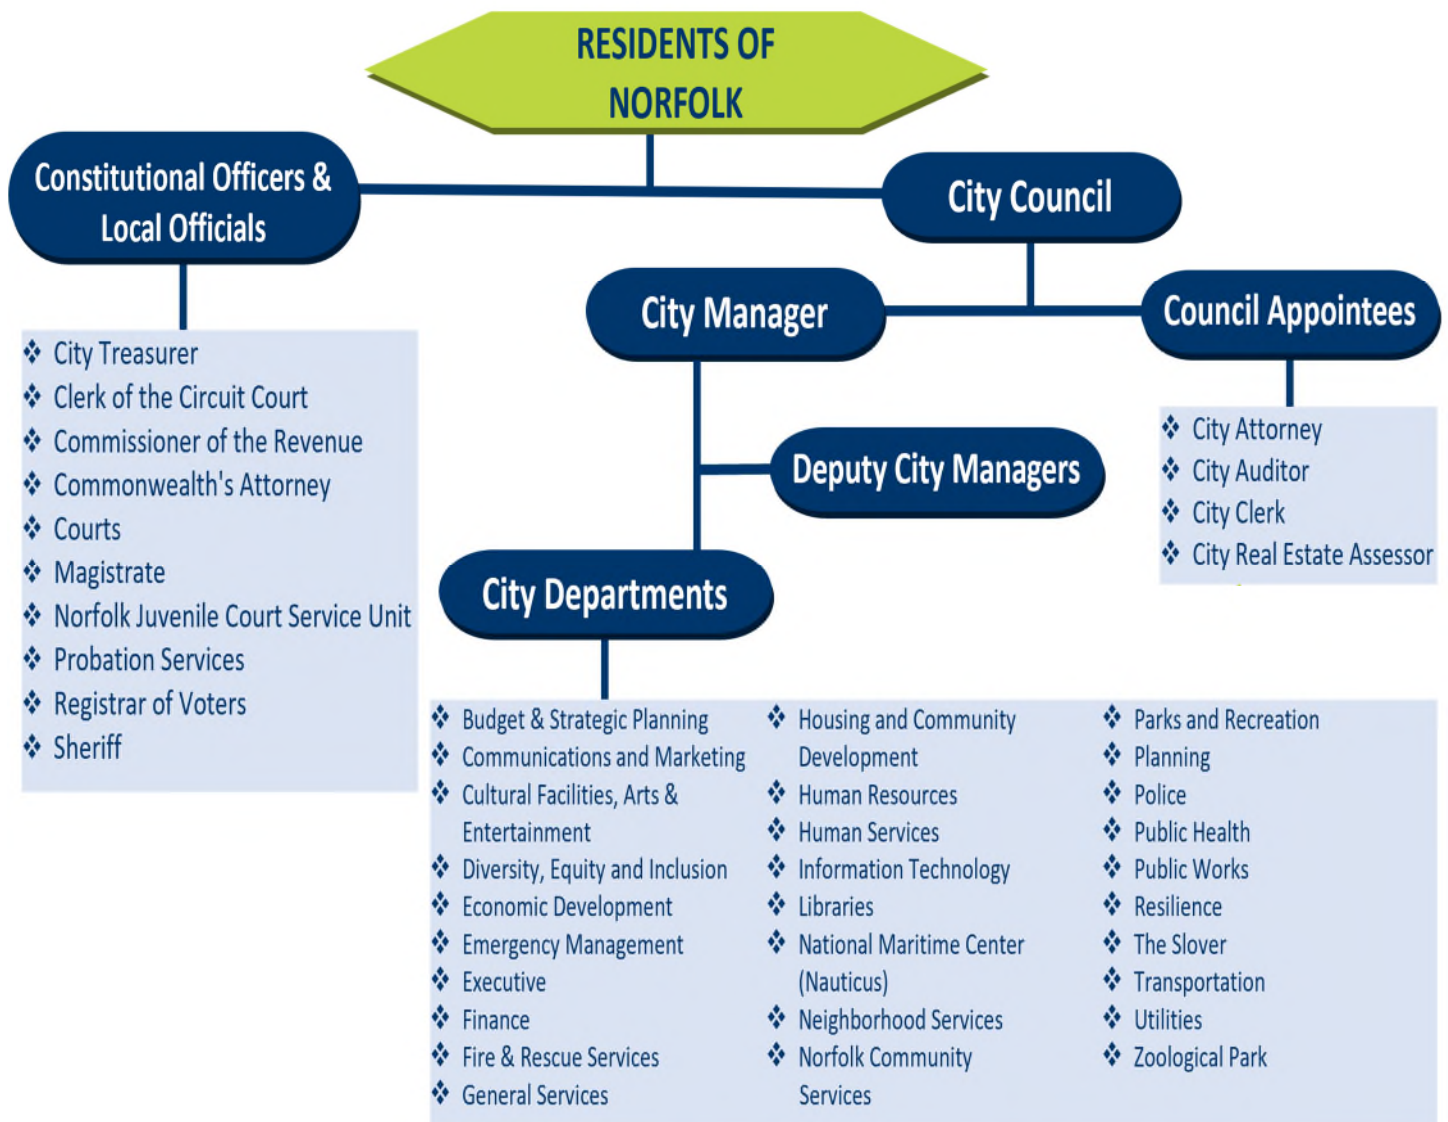 RESIDENTS OF
NORFOLK
Constitutional Officers &
Local Officials
City Council
City Manager
Council Appointees
❖ City Treasurer
❖ Clerk of the Circuit Court
❖ Commissioner of the Revenue
❖ Commonwealth's Attorney
❖ Courts
❖ Magistrate
❖ Norfolk Juvenile Court Service Unit
❖ Probation Services
❖ Registrar of Voters
❖ Sheriff
❖ City Attorney
❖ City Auditor
❖ City Clerk
❖ City Real Estate Assessor
Deputy City Managers
City Departments
❖ Budget & Strategic Planning
❖ Communications and Marketing
❖ Cultural Facilities, Arts &
Entertainment
❖ Diversity, Equity and Inclusion
❖ Economic Development
❖ Emergency Management
❖ Executive
❖ Finance
❖ Fire & Rescue Services
❖ General Services
❖ Housing and Community
Development
❖ Human Resources
❖ Human Services
❖ Information Technology
❖ Libraries
❖ National Maritime Center
(Nauticus)
❖ Neighborhood Services
❖ Norfolk Community
Services
❖ Parks and Recreation
❖ Planning
❖ Police
❖ Public Health
❖ Public Works
❖ Resilience
❖ The Slover
❖ Transportation
❖ Utilities
❖ Zoological Park